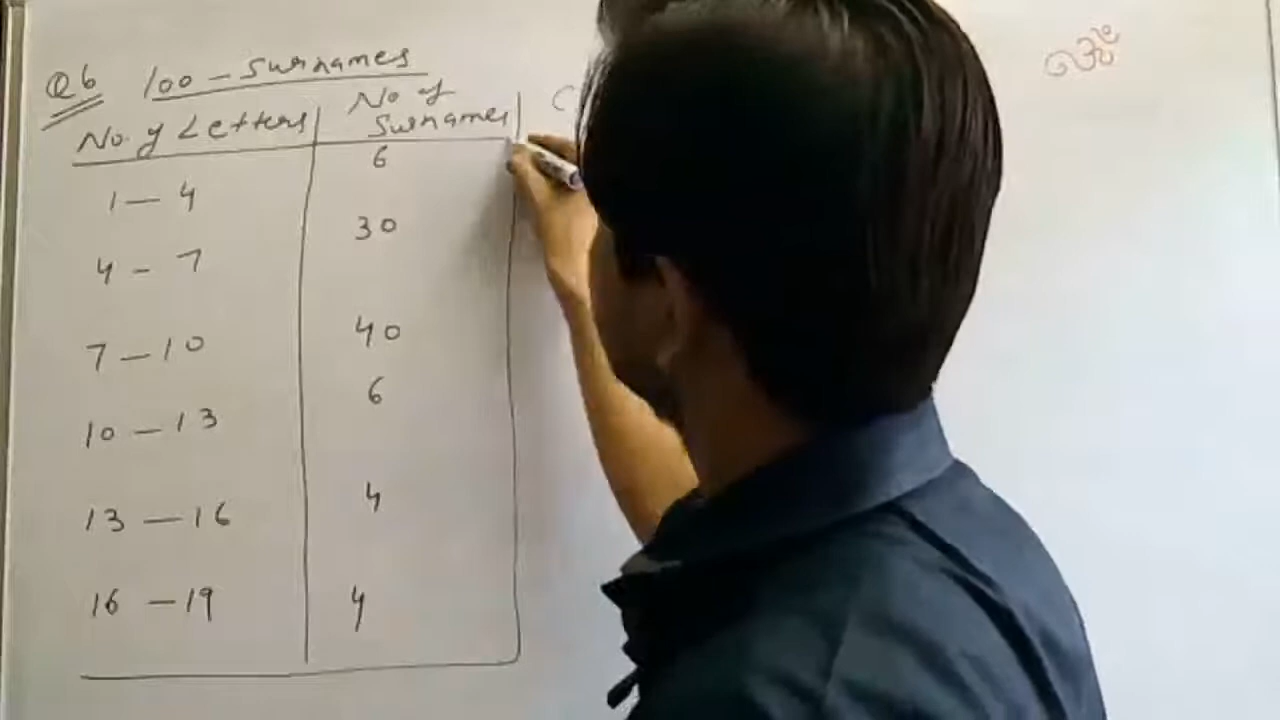 Q6 100 - Surnames
No. of Letters No of Surnames
1 - 4 6
4 - 7 30
7 - 10 40
10 - 13 6
13 - 16 4
16 - 19 4
C
ॐ